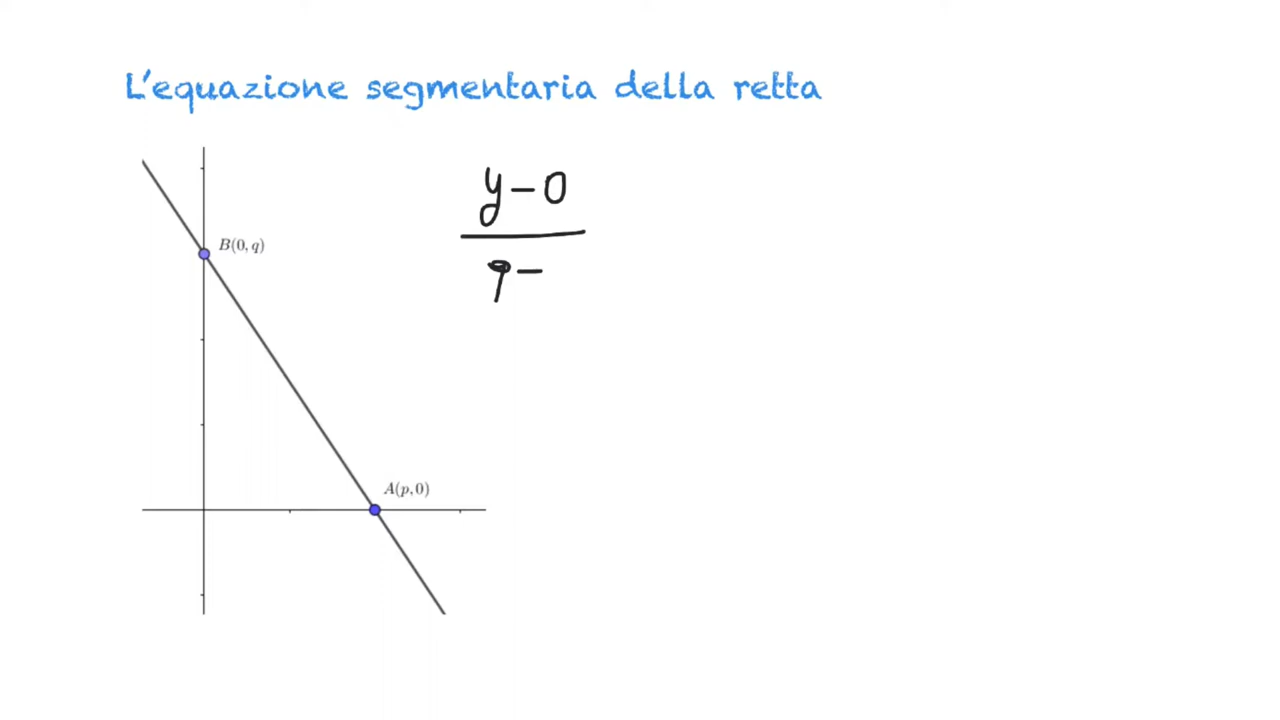 L'equazione segmentaria della retta
y - 0
q -
B(0, q)
A(p, 0)